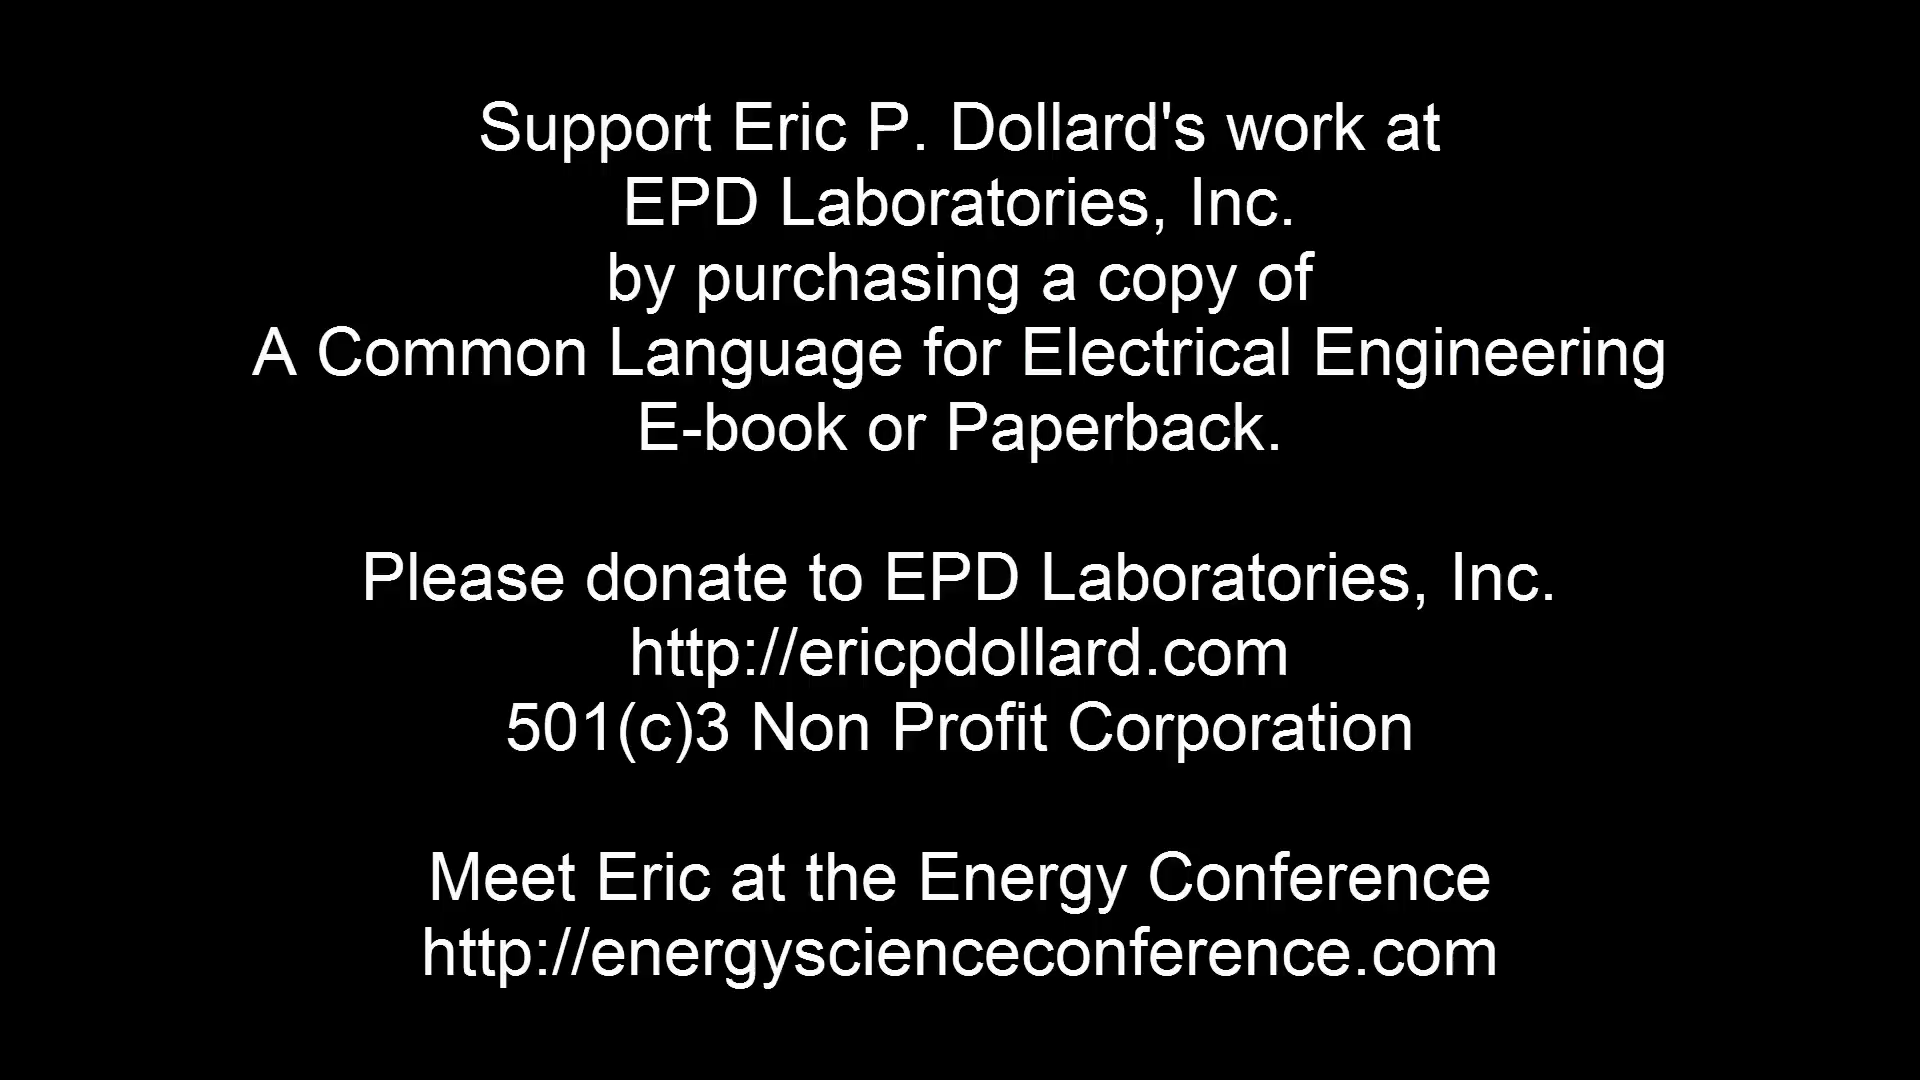 Support Eric P. Dollard's work at
EPD Laboratories, Inc.
by purchasing a copy of
A Common Language for Electrical Engineering
E-book or Paperback.
Please donate to EPD Laboratories, Inc.
http://ericpdollard.com
501(c)3 Non Profit Corporation
Meet Eric at the Energy Conference
http://energyscienceconference.com